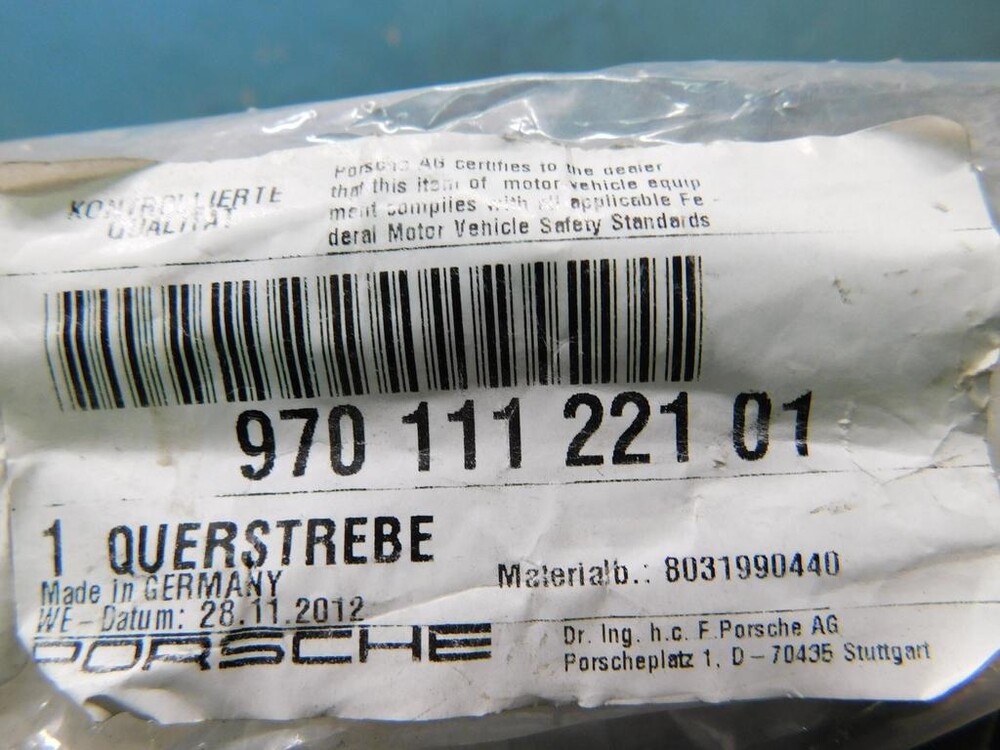 KONTROLLIERTE
QUALITÄT
Porsche AG certifies to the dealer
that this item of motor vehicle equip
ment complies with all applicable Fe-
deral Motor Vehicle Safety Standards
970 111 221 01
1 QUERSTREBE
Made in GERMANY
WE-Datum: 28.11.2012
Materialb.: 8031990440
PORSCHE
Dr. Ing. h.c. F.Porsche AG
Porscheplatz 1, D-70435 Stuttgart